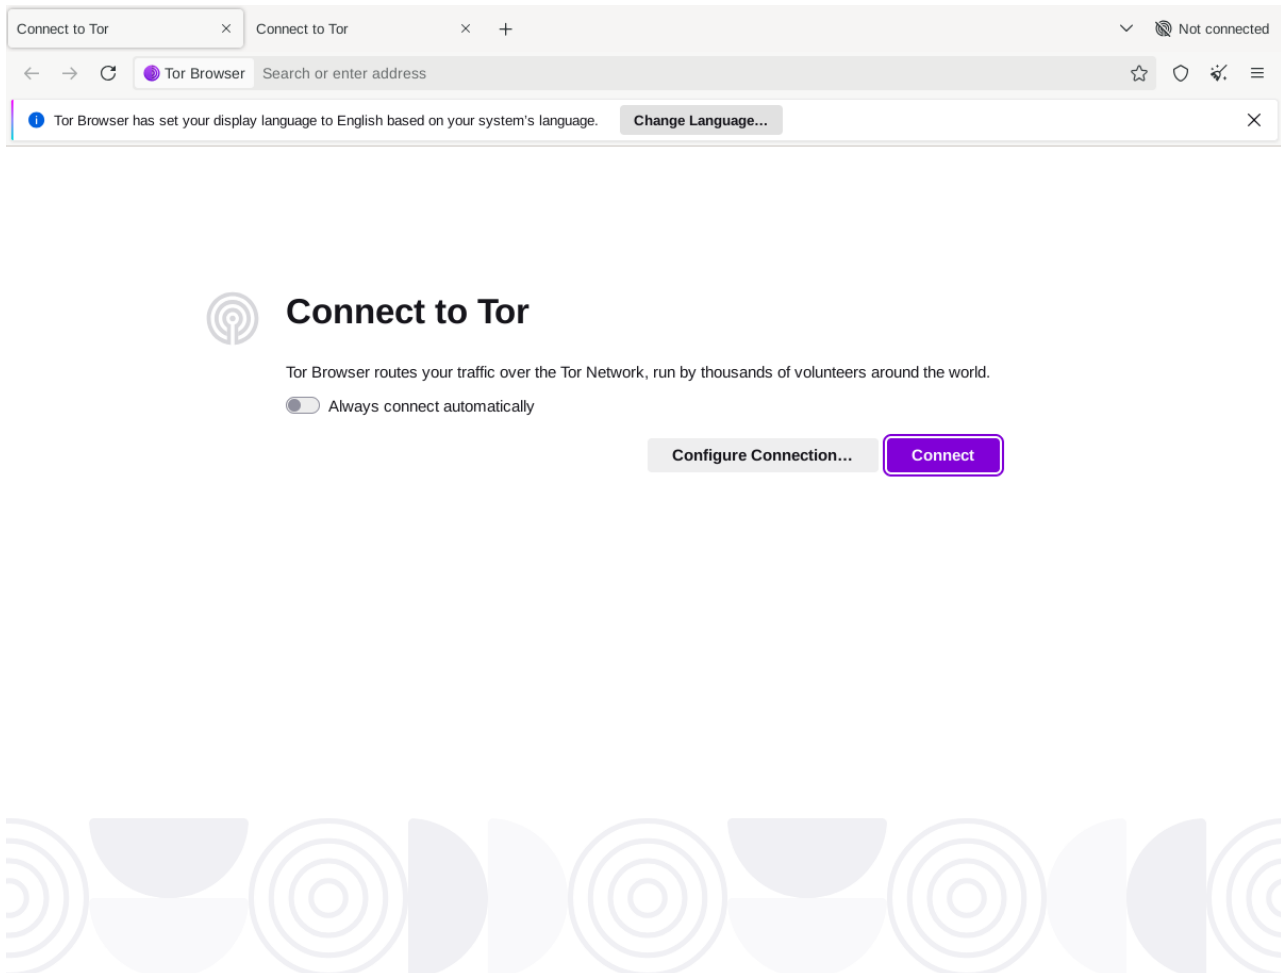 Connect to Tor
Connect to Tor
Not connected
Tor Browser
Search or enter address
Tor Browser has set your display language to English based on your system's language.
Change Language...
Connect to Tor
Tor Browser routes your traffic over the Tor Network, run by thousands of volunteers around the world.
Always connect automatically
Configure Connection...
Connect